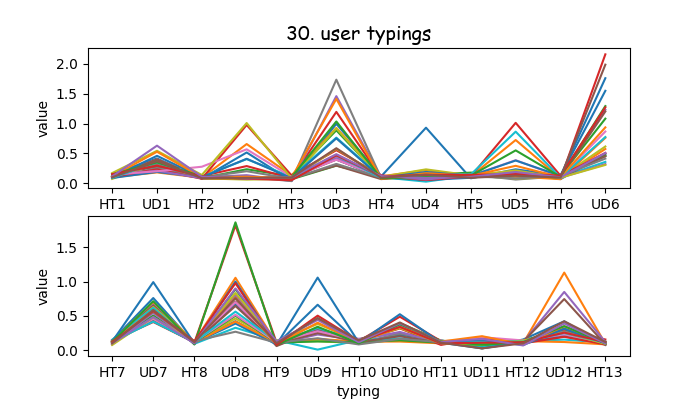 30. user typings
value
2.0
1.5
1.0
0.5
0.0
HT1 UD1 HT2 UD2 HT3 UD3 HT4 UD4 HT5 UD5 HT6 UD6
value
1.5
1.0
0.5
0.0
HT7 UD7 HT8 UD8 HT9 UD9 HT10 UD10 HT11 UD11 HT12 UD12 HT13
typing